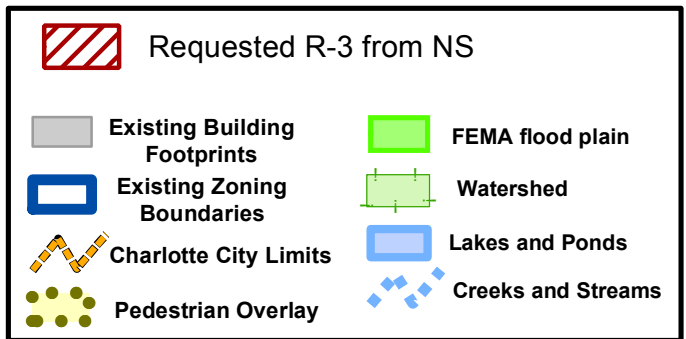 Requested R-3 from NS
Existing Building
Footprints
Existing Zoning
Boundaries
Charlotte City Limits
Pedestrian Overlay
FEMA flood plain
Watershed
Lakes and Ponds
Creeks and Streams